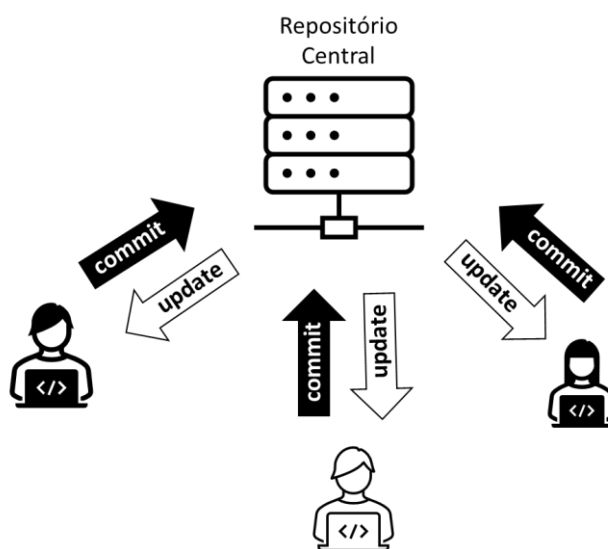 Repositório
Central
commit
update
commit
update
commit
update
</>
</>
</>